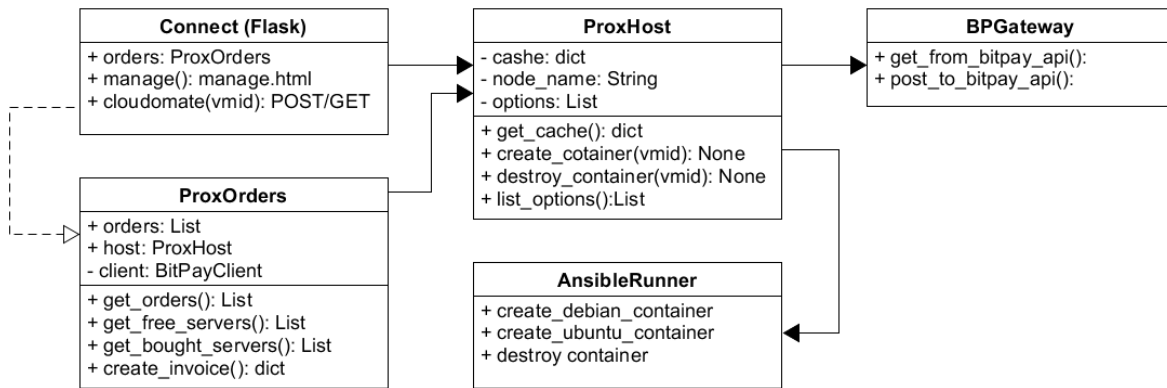 Connect (Flask)
+ orders: ProxOrders
+ manage(): manage.html
+ cloudomate(vmid): POST/GET
ProxOrders
+ orders: List
+ host: ProxHost
- client: BitPayClient
+ get_orders(): List
+ get_free_servers(): List
+ get_bought_servers(): List
+ create_invoice(): dict
ProxHost
- cashe: dict
- node_name: String
- options: List
+ get_cache(): dict
+ create_cotainer(vmid): None
+ destroy_container(vmid): None
+ list_options():List
AnsibleRunner
+ create_debian_container
+ create_ubuntu_container
+ destroy container
BPGateway
+ get_from_bitpay_api():
+ post_to_bitpay_api():